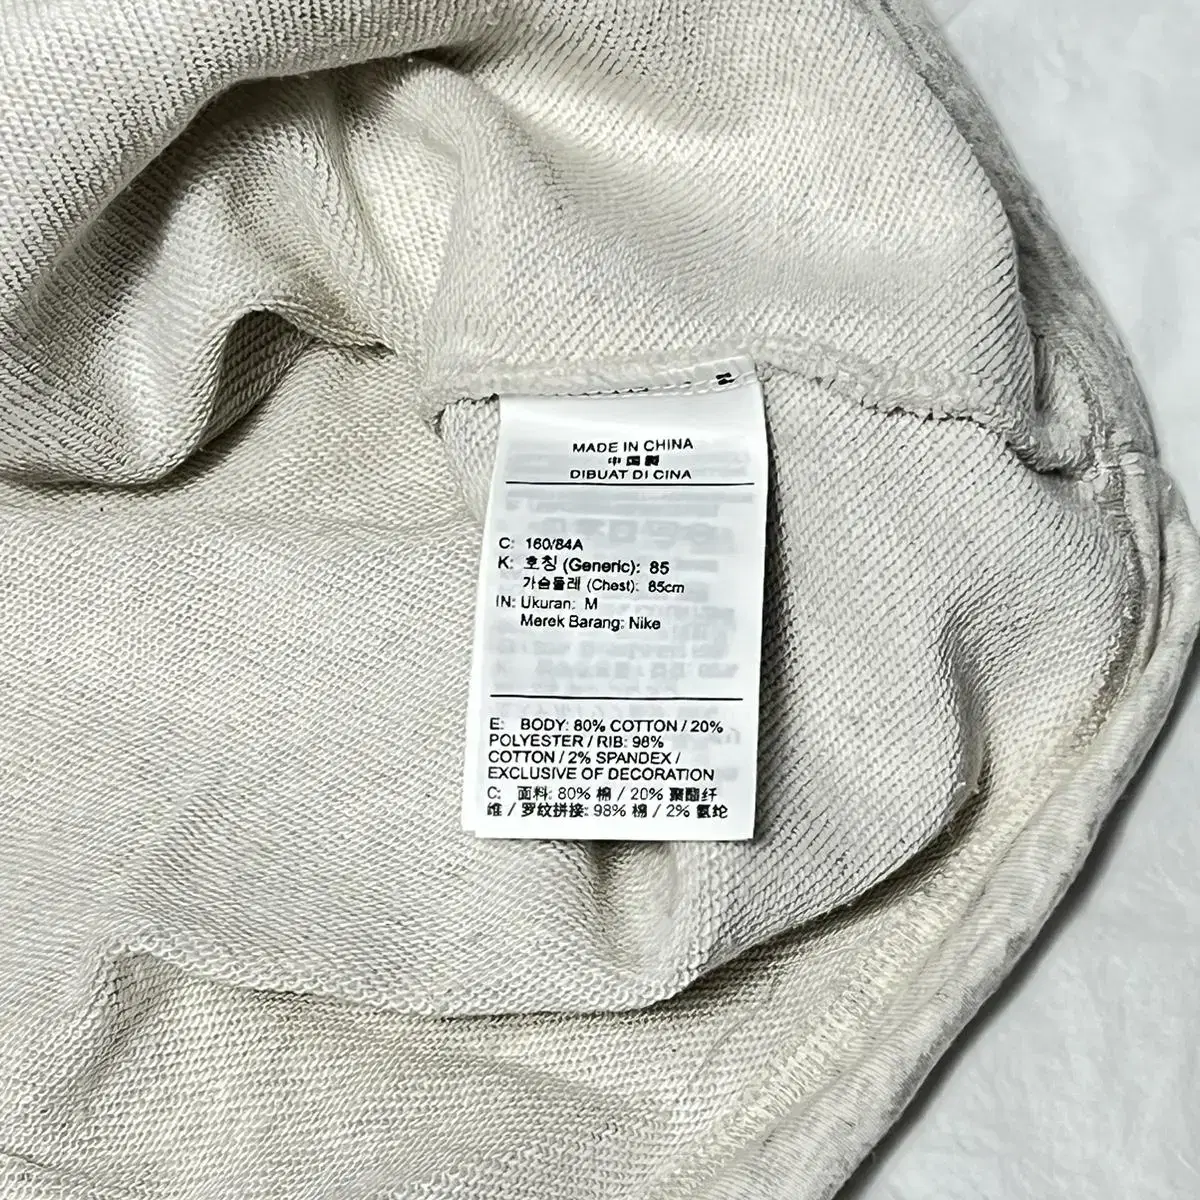 MADE IN CHINA
中国製
DIBUAT DI CINA
C: 160/84A
K: 호칭 (Generic): 85
가슴둘레 (Chest): 85cm
IN: Ukuran: M
Merek Barang: Nike
E: BODY: 80% COTTON / 20%
POLYESTER / RIB: 98%
COTTON / 2% SPANDEX /
EXCLUSIVE OF DECORATION
C: 面料: 80% 棉 / 20% 聚酯纤
维 / 罗纹拼接: 98% 棉 / 2% 氨纶